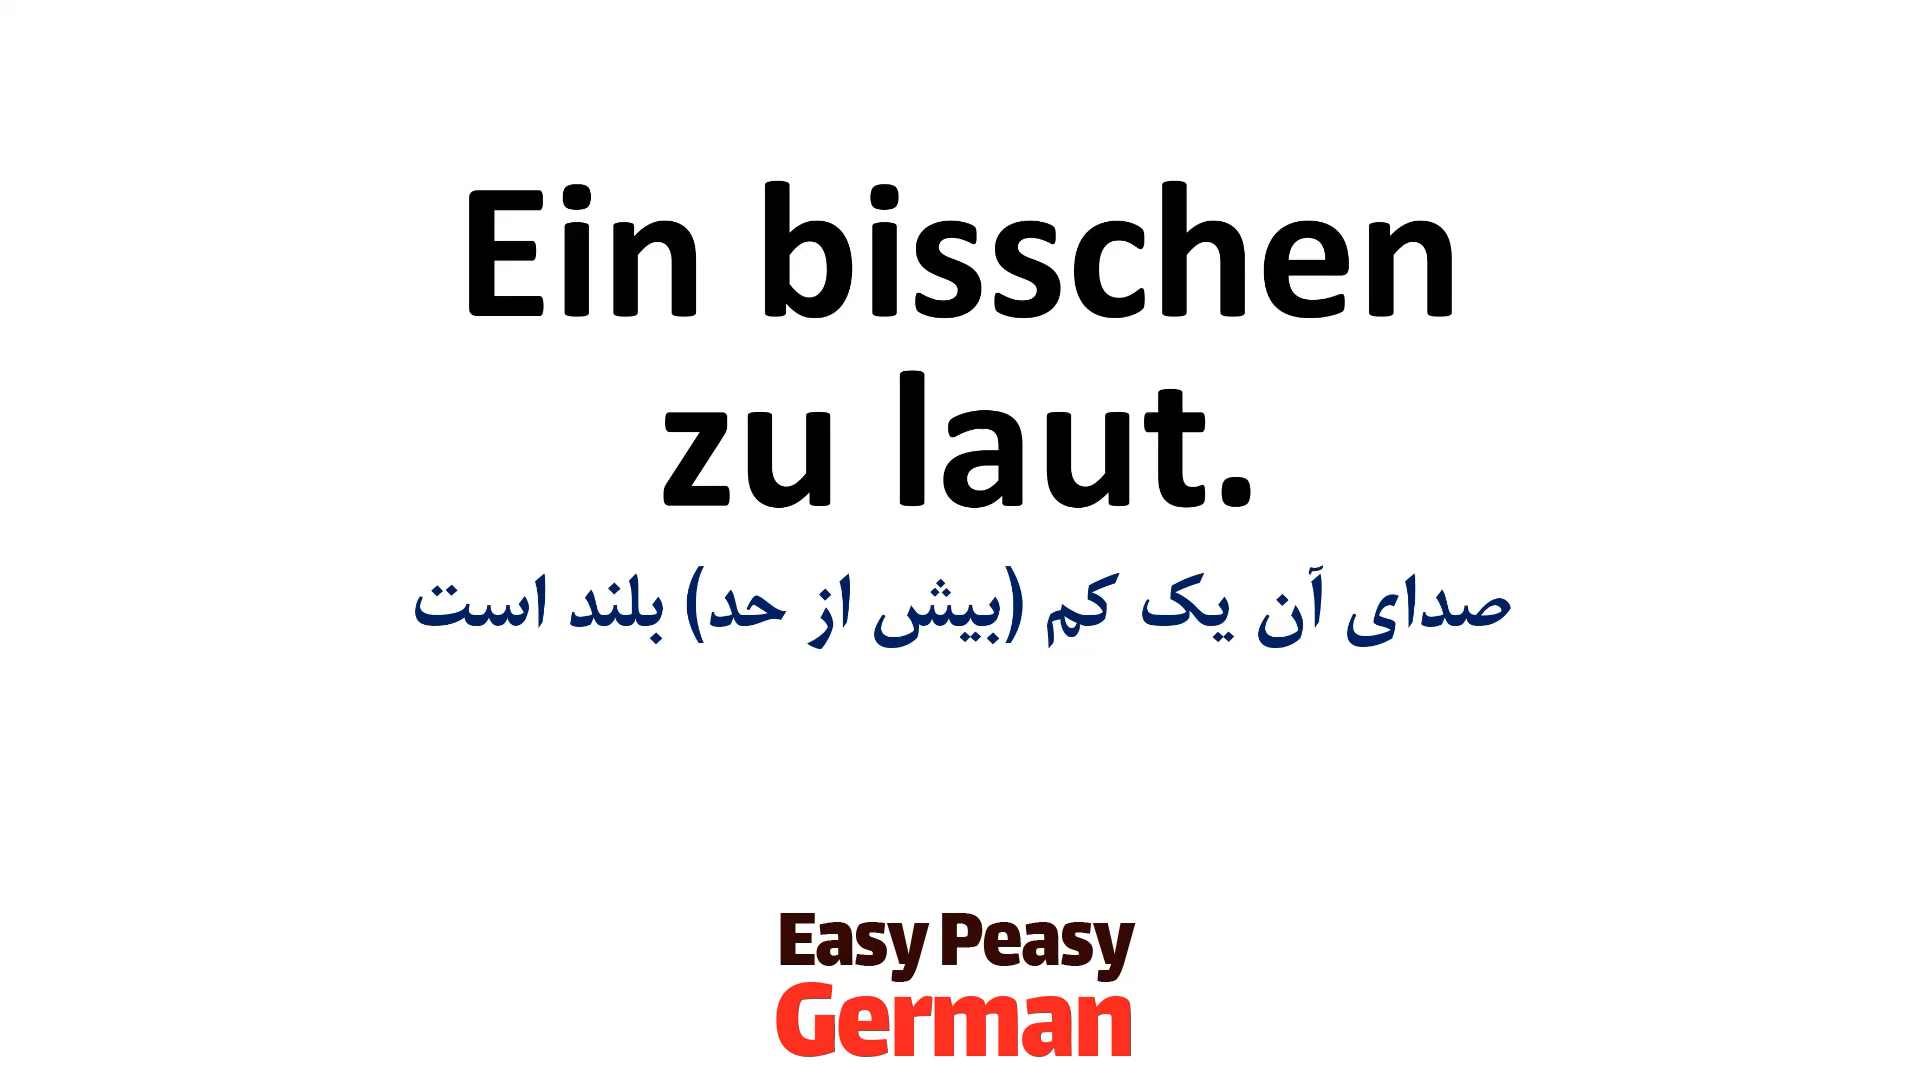 Ein bisschen
zu laut.
صدای آن یک کم (بیش از حد) بلند است
Easy Peasy
German